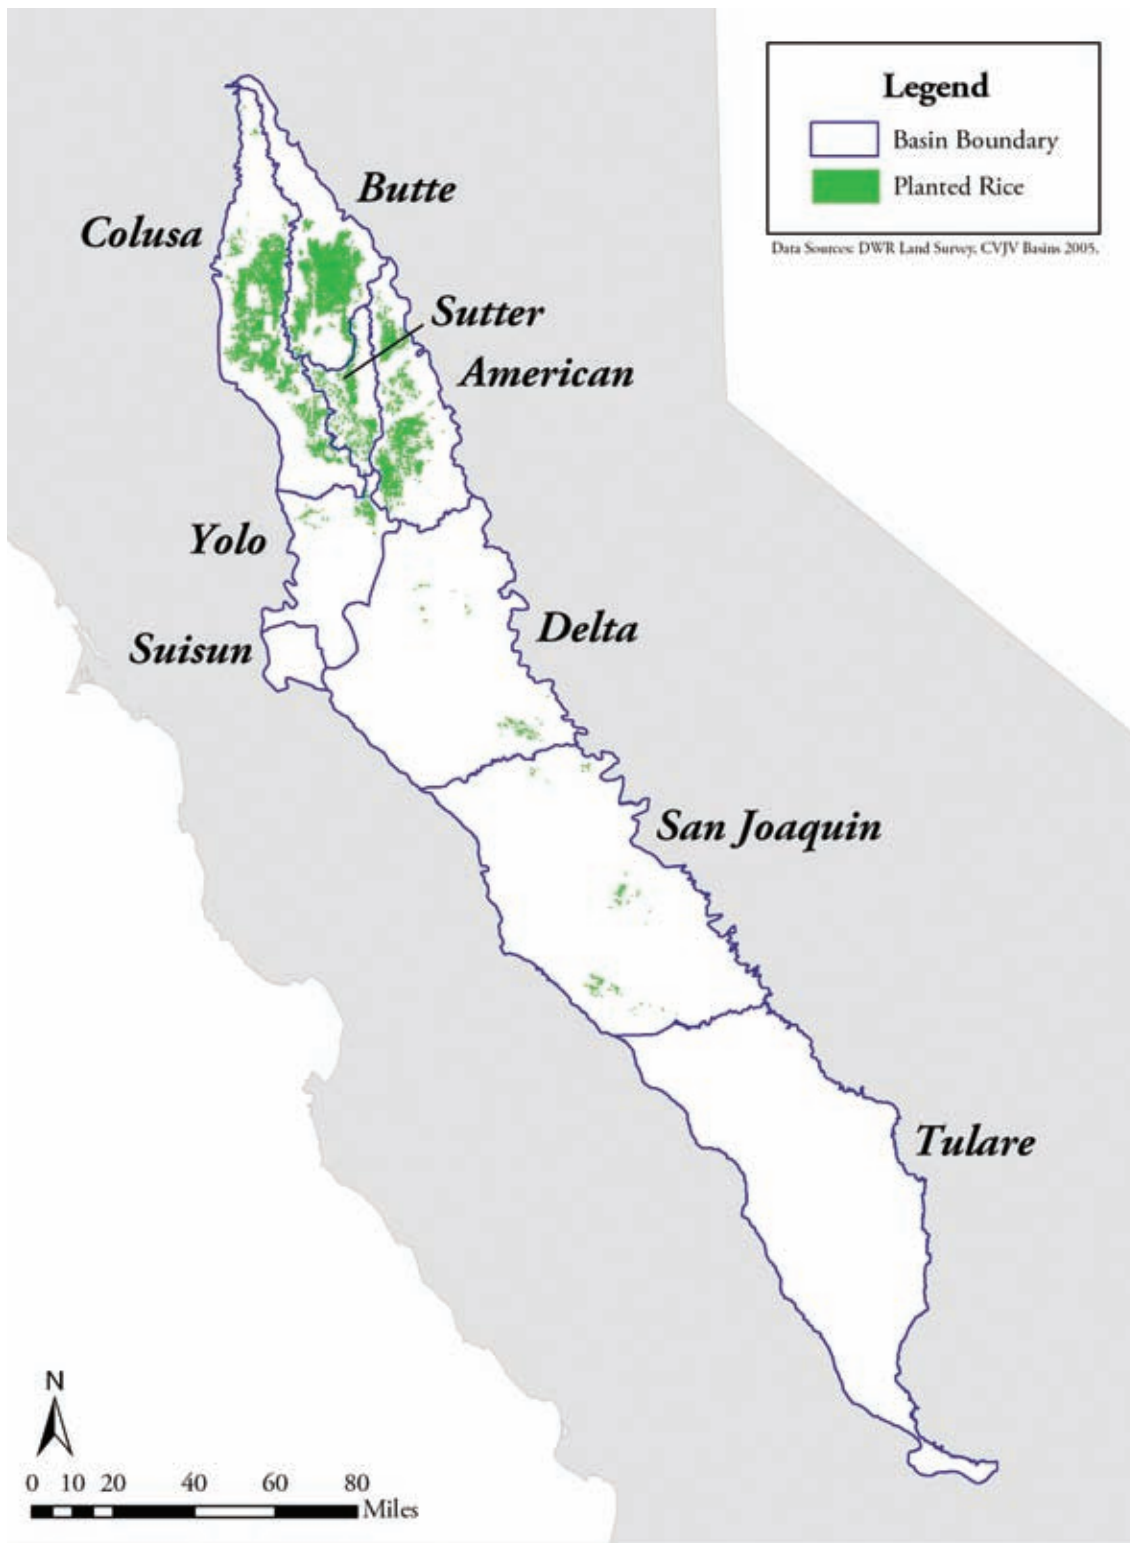 Legend
Basin Boundary
Planted Rice
Data Sources: DWR Land Survey, CVJV Basins 2005.
Butte
Colusa
Sutter
American
Yolo
Delta
Suisun
San Joaquin
Tulare
N
0 10 20 40 60 80
Miles